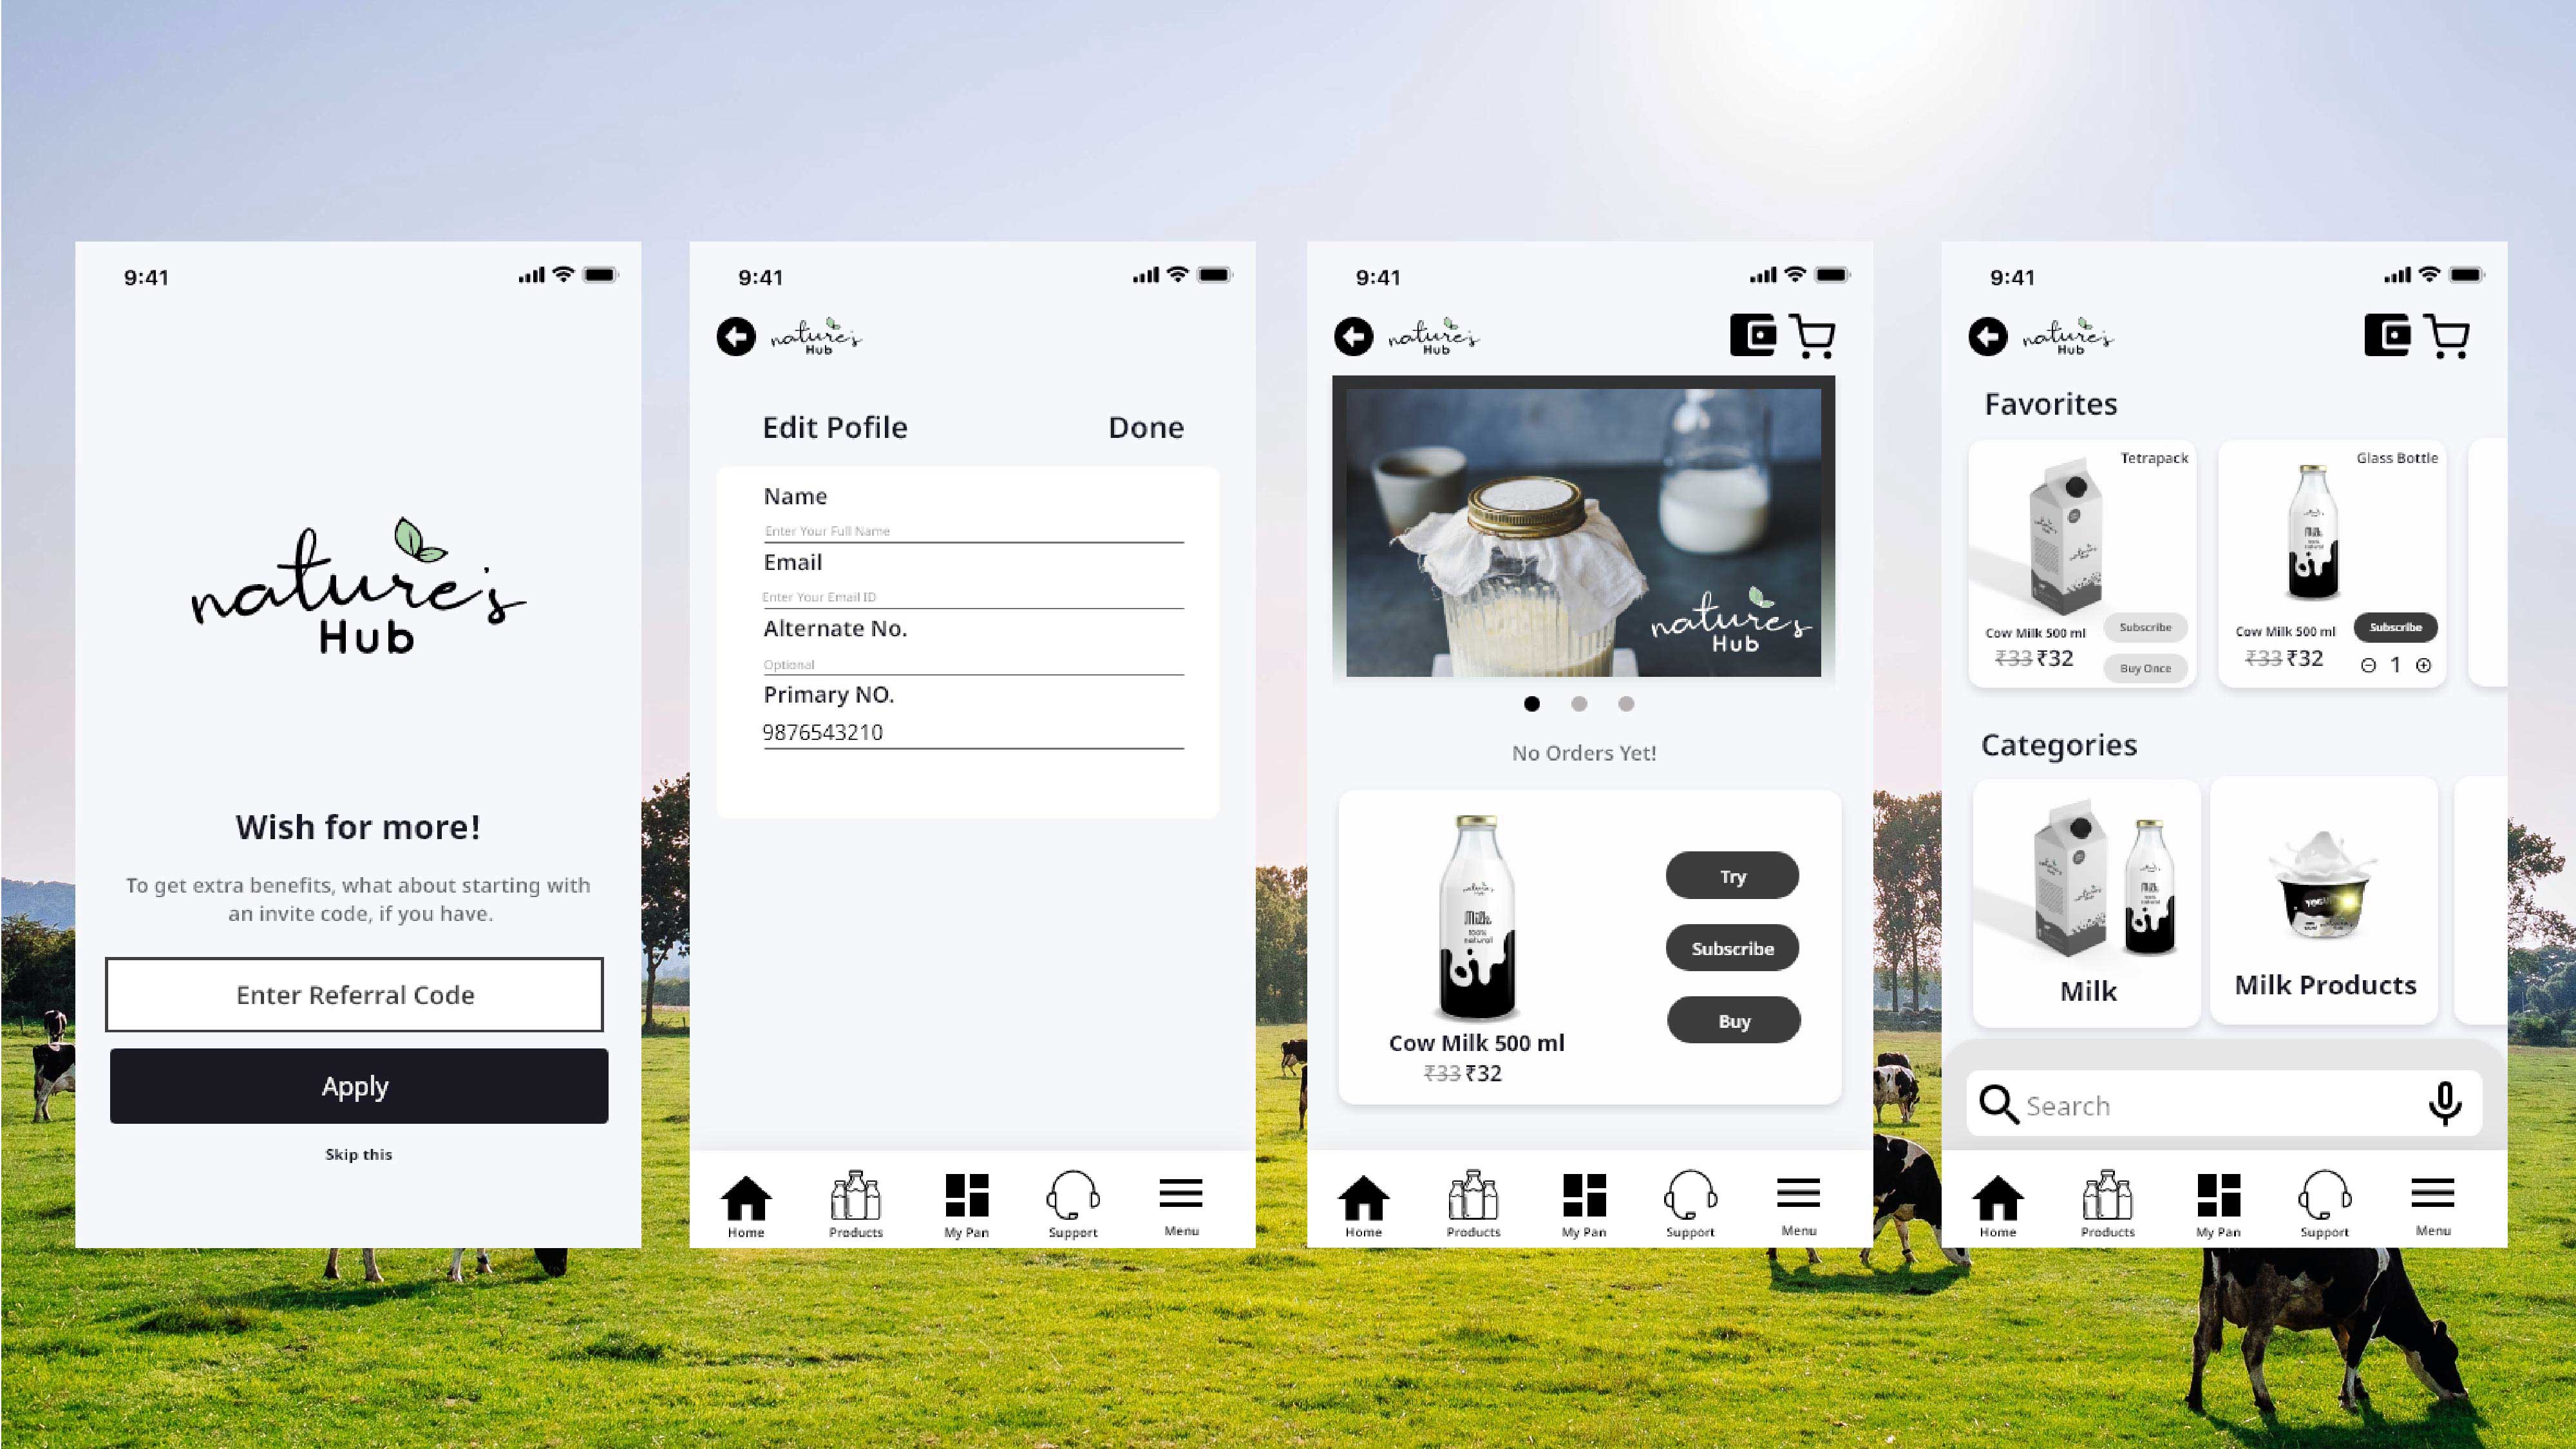 9:41
nature's
Hub
Wish for more!
To get extra benefits, what about starting with
an invite code, if you have.
Enter Referral Code
Apply
Skip this
9:41
nature's
Hub
Edit Pofile
Done
Name
Enter Your Full Name
Email
Enter Your Email ID
Alternate No.
Optional
Primary NO.
9876543210
Home
Products
My Pan
Support
Menu
9:41
nature's
Hub
nature's
Hub
No Orders Yet!
nature's
Milk
100%
natural
Try
Subscribe
Buy
Cow Milk 500 ml
₹33 ₹32
Home
Products
My Pan
Support
Menu
9:41
nature's
Hub
Favorites
Tetrapack
Cow Milk 500 ml
₹33 ₹32
Subscribe
Buy Once
Glass Bottle
Milk
Cow Milk 500 ml
₹33 ₹32
Subscribe
1
Categories
Milk
Milk
Milk Products
Search
Home
Products
My Pan
Support
Menu